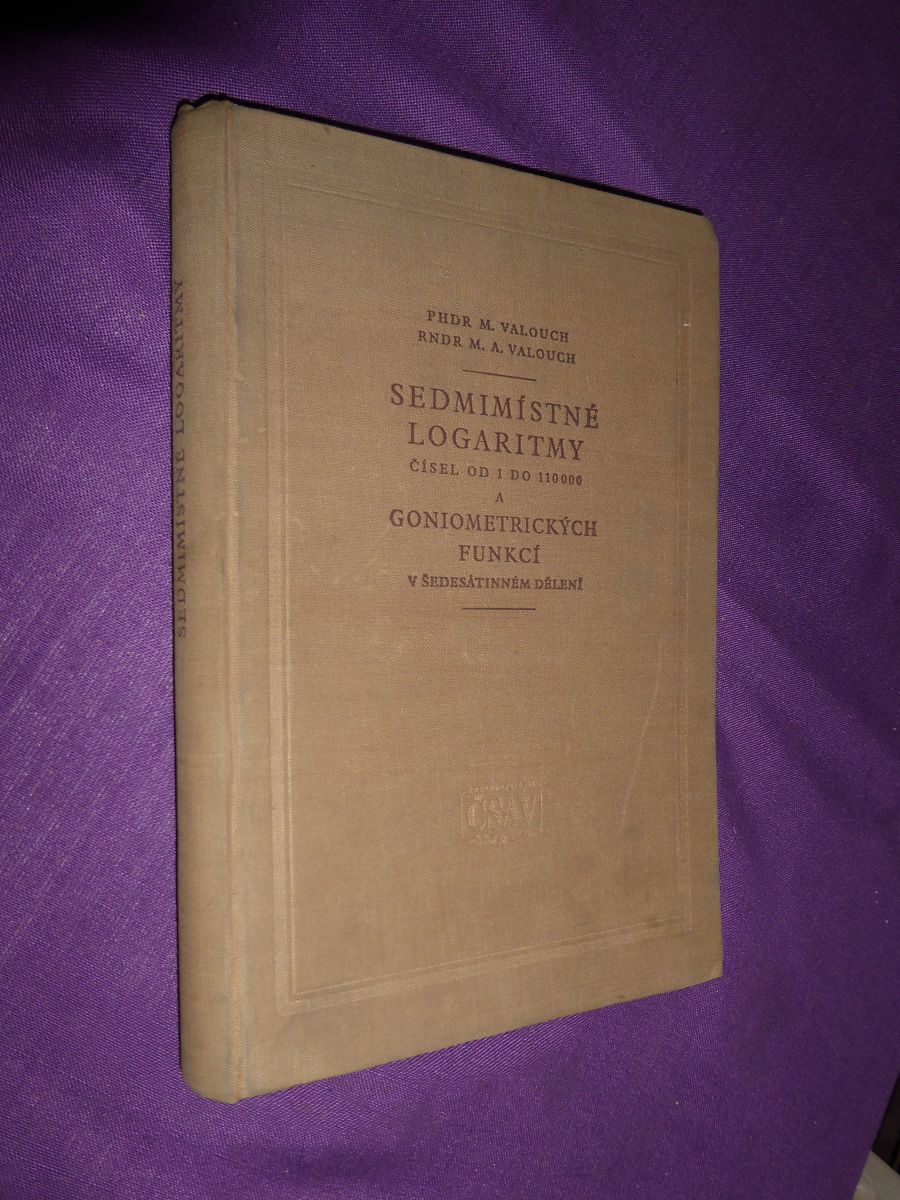 SEDMIMÍSTNÉ LOGARITMY
PHDR M. VALOUCH
RNDR M. A. VALOUCH
SEDMIMÍSTNÉ
LOGARITMY
ČÍSEL OD 1 DO 110000
A
GONIOMETRICKÝCH
FUNKCÍ
V ŠEDESÁTINNÉM DĚLENÍ
ČSAV